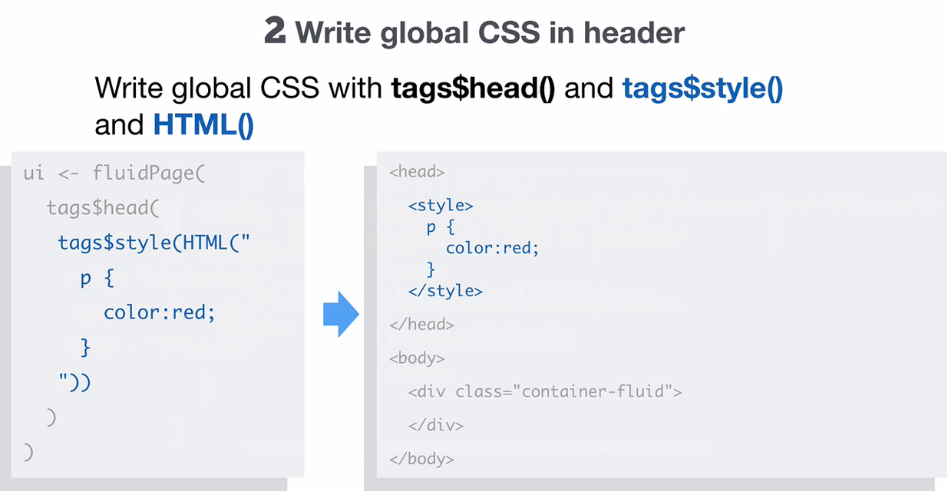 2 Write global CSS in header
Write global CSS with tags$head() and tags$style()
and HTML()
ui <- fluidPage(
tags$head(
tags$style(HTML("
p {
color:red;
}
"))
)
)
<head>
<style>
p {
color:red;
}
</style>
</head>
<body>
<div class="container-fluid">
</div>
</body>